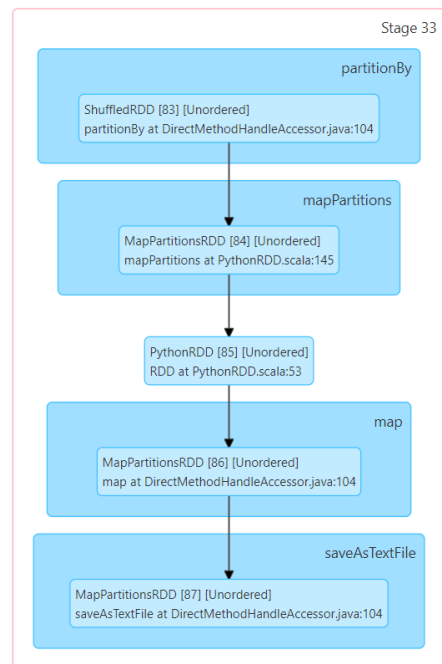 Stage 33
partitionBy
ShuffledRDD [83] [Unordered]
partitionBy at DirectMethodHandleAccessor.java:104
mapPartitions
MapPartitionsRDD [84] [Unordered]
mapPartitions at PythonRDD.scala:145
PythonRDD [85] [Unordered]
RDD at PythonRDD.scala:53
map
MapPartitionsRDD [86] [Unordered]
map at DirectMethodHandleAccessor.java:104
saveAsTextFile
MapPartitionsRDD [87] [Unordered]
saveAsTextFile at DirectMethodHandleAccessor.java:104